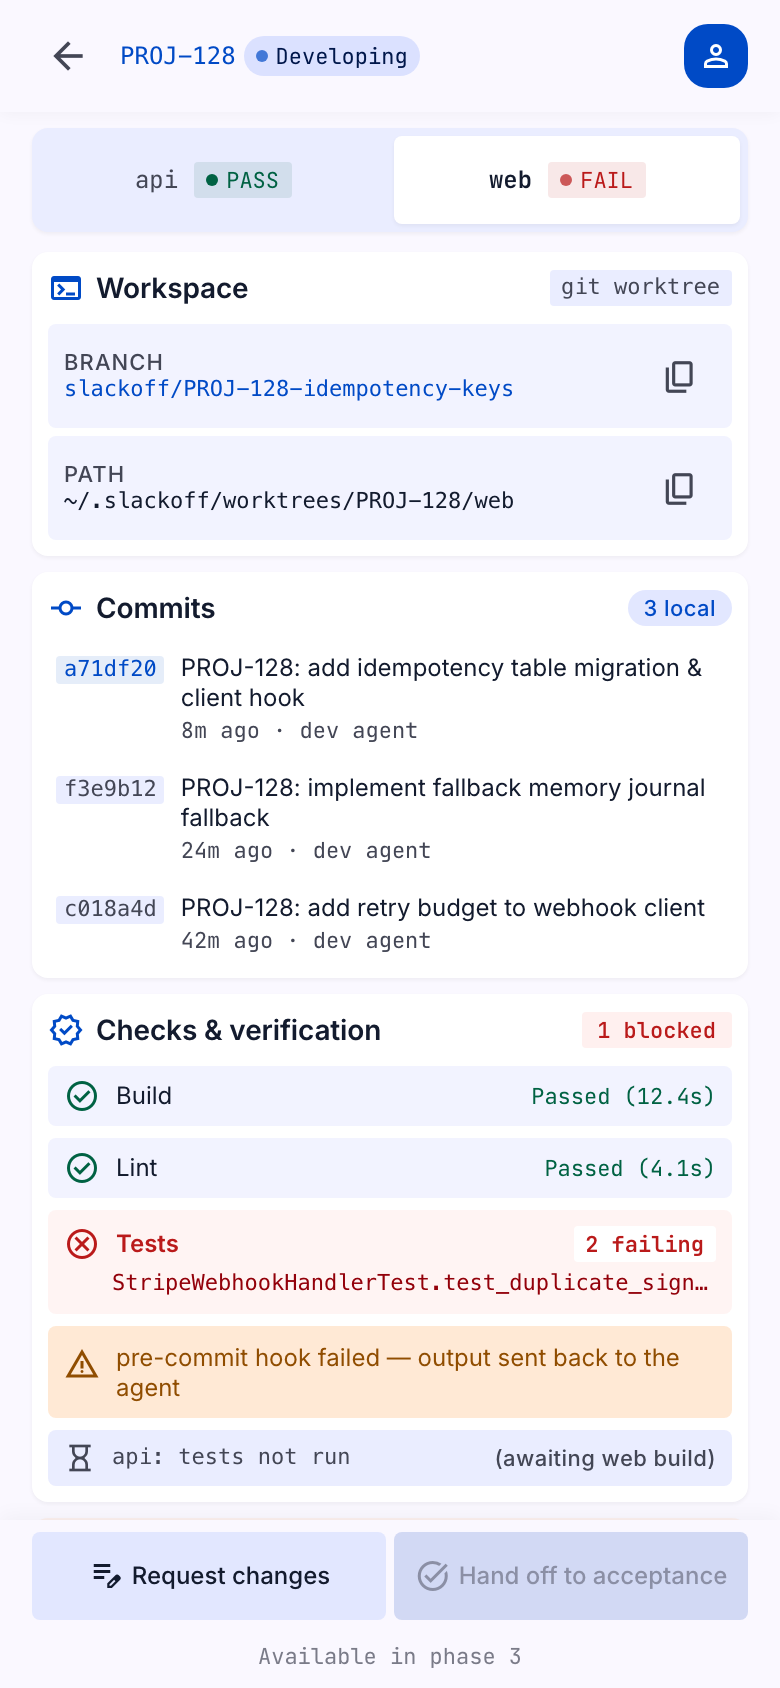 PROJ-128 Developing
api PASS web FAIL
Workspace git worktree
BRANCH
slackoff/PROJ-128-idempotency-keys
PATH
~/.slackoff/worktrees/PROJ-128/web
Commits 3 local
a71df20 PROJ-128: add idempotency table migration &
client hook
8m ago · dev agent
f3e9b12 PROJ-128: implement fallback memory journal
fallback
24m ago · dev agent
c018a4d PROJ-128: add retry budget to webhook client
42m ago · dev agent
Checks & verification 1 blocked
Build Passed (12.4s)
Lint Passed (4.1s)
Tests 2 failing
StripeWebhookHandlerTest.test_duplicate_sign…
pre-commit hook failed — output sent back to the
agent
api: tests not run (awaiting web build)
Request changes Hand off to acceptance
Available in phase 3